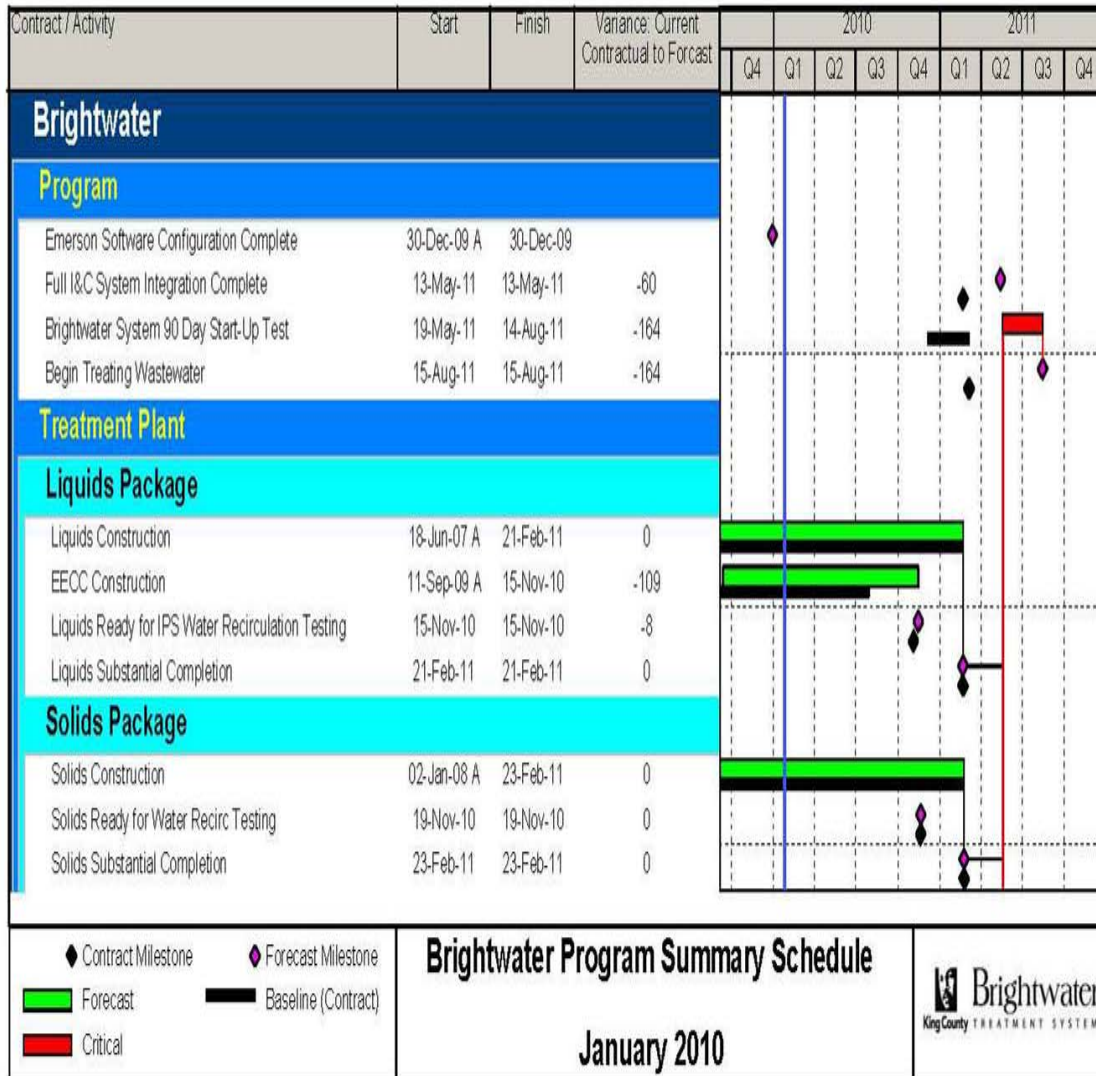 Contract / Activity Start Finish Variance: Current Contractual to Forcast 2010 2011
Q4 Q1 Q2 Q3 Q4 Q1 Q2 Q3 Q4
Brightwater
Program
Emerson Software Configuration Complete 30-Dec-09 A 30-Dec-09
Full I&C System Integration Complete 13-May-11 13-May-11 -60
Brightwater System 90 Day Start-Up Test 19-May-11 14-Aug-11 -164
Begin Treating Wastewater 15-Aug-11 15-Aug-11 -164
Treatment Plant
Liquids Package
Liquids Construction 18-Jun-07 A 21-Feb-11 0
EECC Construction 11-Sep-09 A 15-Nov-10 -109
Liquids Ready for IPS Water Recirculation Testing 15-Nov-10 15-Nov-10 -8
Liquids Substantial Completion 21-Feb-11 21-Feb-11 0
Solids Package
Solids Construction 02-Jan-08 A 23-Feb-11 0
Solids Ready for Water Recirc Testing 19-Nov-10 19-Nov-10 0
Solids Substantial Completion 23-Feb-11 23-Feb-11 0
Contract Milestone Forecast Milestone
Forecast Baseline (Contract)
Critical
Brightwater Program Summary Schedule
January 2010
Brightwater
King County TREATMENT SYSTEM